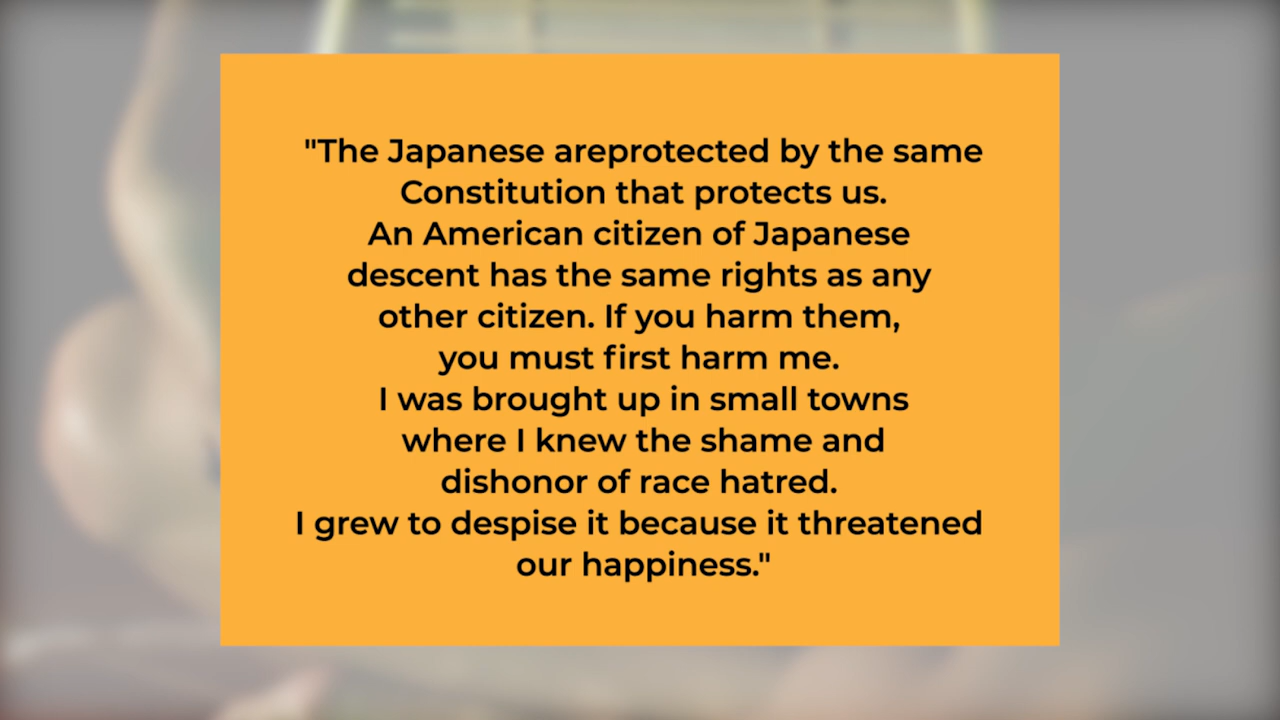 "The Japanese areprotected by the same
Constitution that protects us.
An American citizen of Japanese
descent has the same rights as any
other citizen. If you harm them,
you must first harm me.
I was brought up in small towns
where I knew the shame and
dishonor of race hatred.
I grew to despise it because it threatened
our happiness."